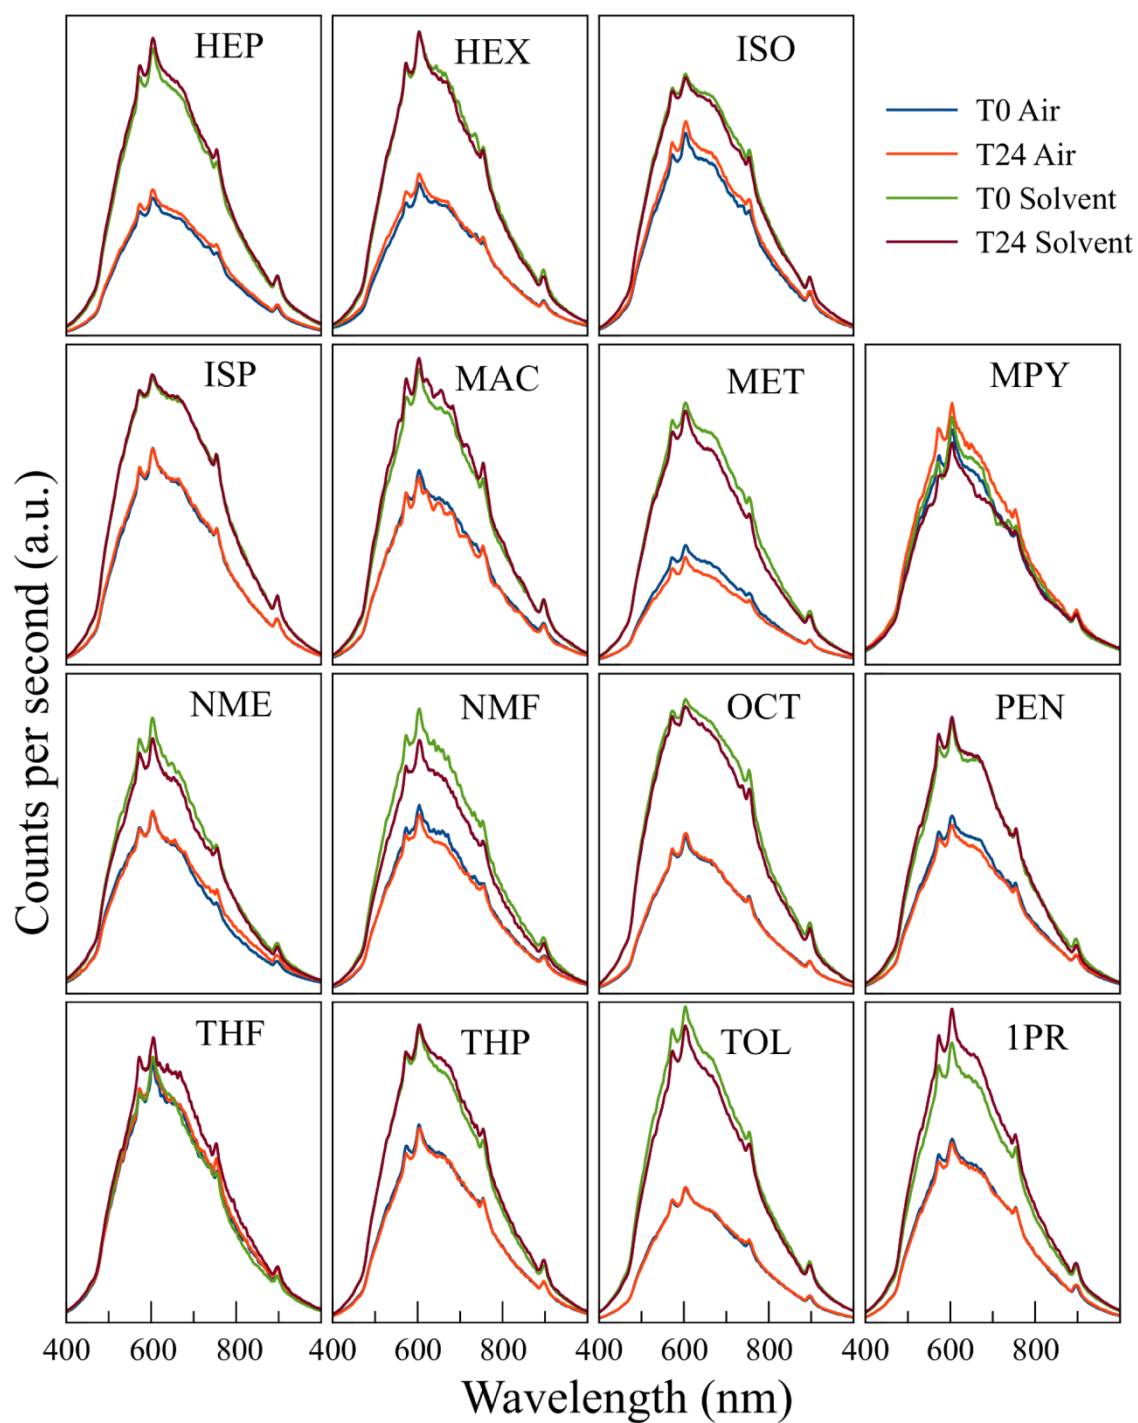 HEP
HEX
ISO
T0 Air
T24 Air
T0 Solvent
T24 Solvent
ISP
MAC
MET
MPY
NME
NMF
OCT
PEN
THF
THP
TOL
1PR
Counts per second (a.u.)
400 600 800 400 600 800 400 600 800 400 600 800 400
Wavelength (nm)